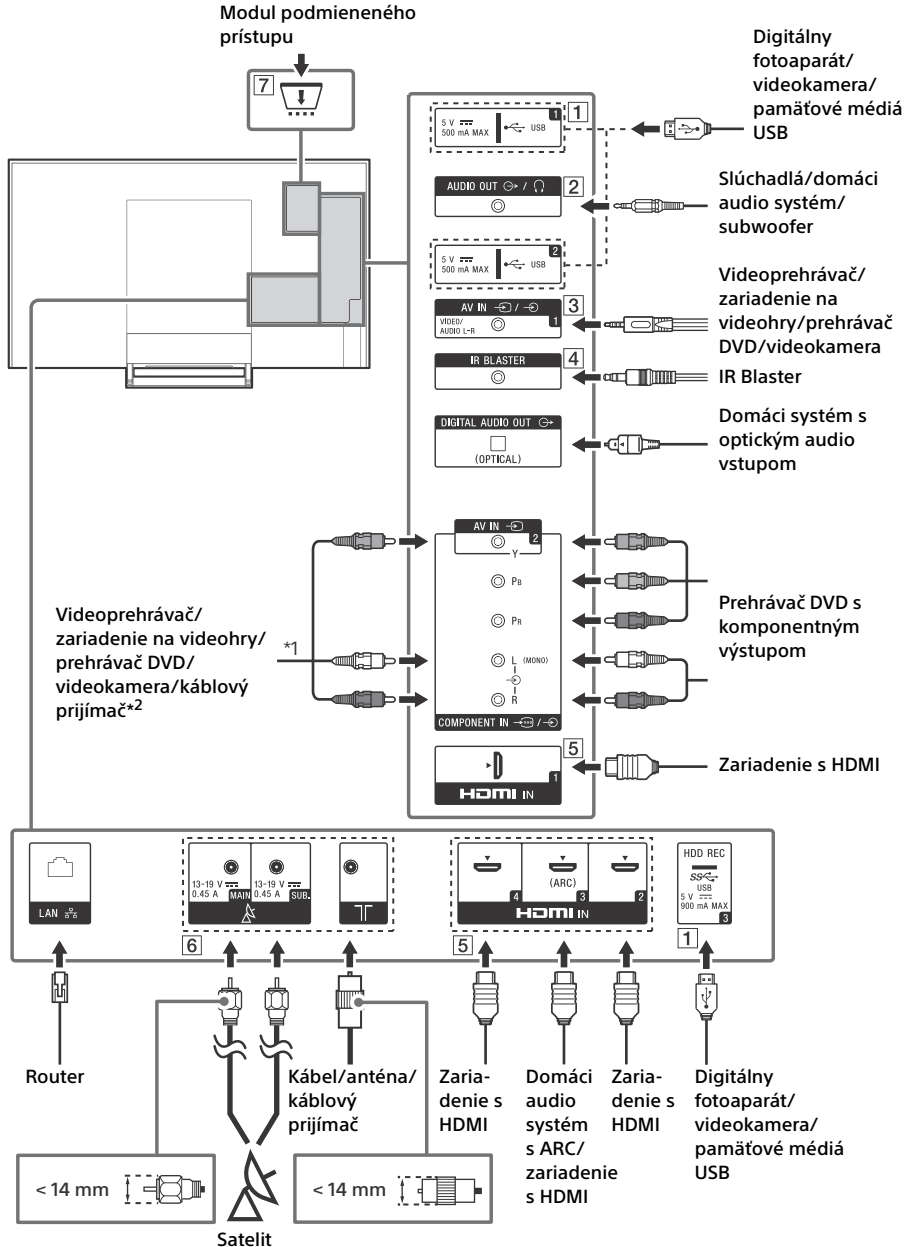 Modul podmieneného
prístupu
7
Digitálny
fotoaparát/
videokamera/
pamäťové médiá
USB
5 V
500 mA MAX
USB
1
1
AUDIO OUT /
2
Slúchadlá/domáci
audio systém/
subwoofer
5 V
500 mA MAX
USB
2
AV IN /
VIDEO/
AUDIO L-R
1
3
Videoprehrávač/
zariadenie na
videohry/prehrávač
DVD/videokamera
IR BLASTER
4
IR Blaster
DIGITAL AUDIO OUT
(OPTICAL)
Domáci systém s
optickým audio
vstupom
AV IN
2
Y
PB
PR
L (MONO)
R
COMPONENT IN /
Videoprehrávač/
zariadenie na videohry/
prehrávač DVD/
videokamera/káblový
prijímač*2
*1
Prehrávač DVD s
komponentným
výstupom
5
1
HDMI IN
Zariadenie s HDMI
LAN
13-19 V
0.45 A
MAIN
13-19 V
0.45 A
SUB.
6
4
(ARC)
3
2
HDMI IN
5
HDD REC
SS
USB
5 V
900 mA MAX
3
1
Router
Kábel/anténa/
káblový
prijímač
Zaria-
denie s
HDMI
Domáci
audio
systém
s ARC/
zariadenie
s HDMI
Zaria-
denie s
HDMI
Digitálny
fotoaparát/
videokamera/
pamäťové médiá
USB
< 14 mm
< 14 mm
Satelit